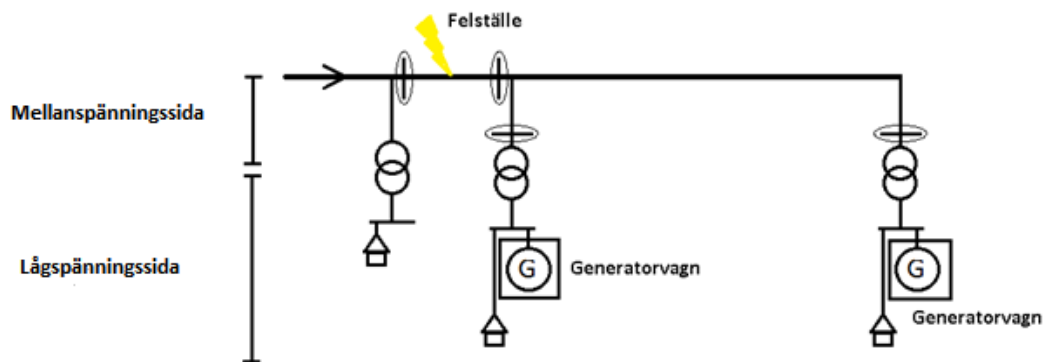 Felställe
Mellanspänningssida
Lågspänningssida
G
Generatorvagn
G
Generatorvagn